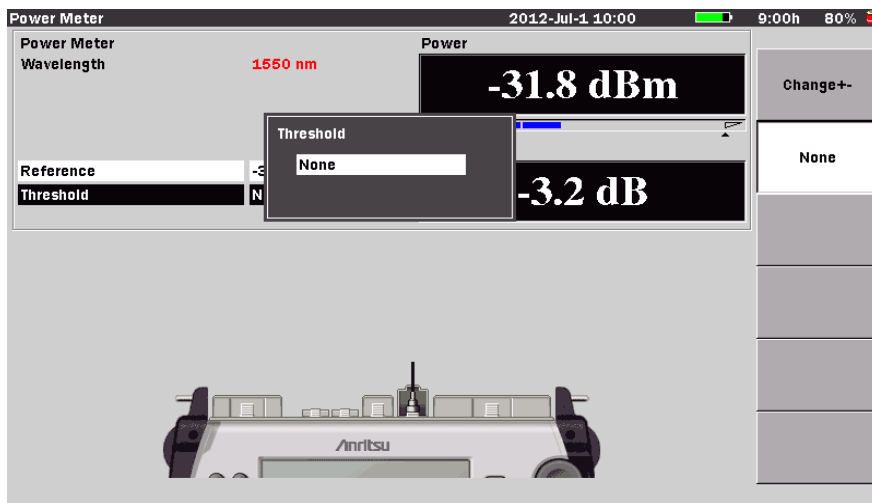 Power Meter 2012-Jul-1 10:00 9:00h 80%
Power Meter
Wavelength 1550 nm
Power
-31.8 dBm
Change+-
Threshold
None
None
Reference
Threshold
-3.2 dB
Anritsu